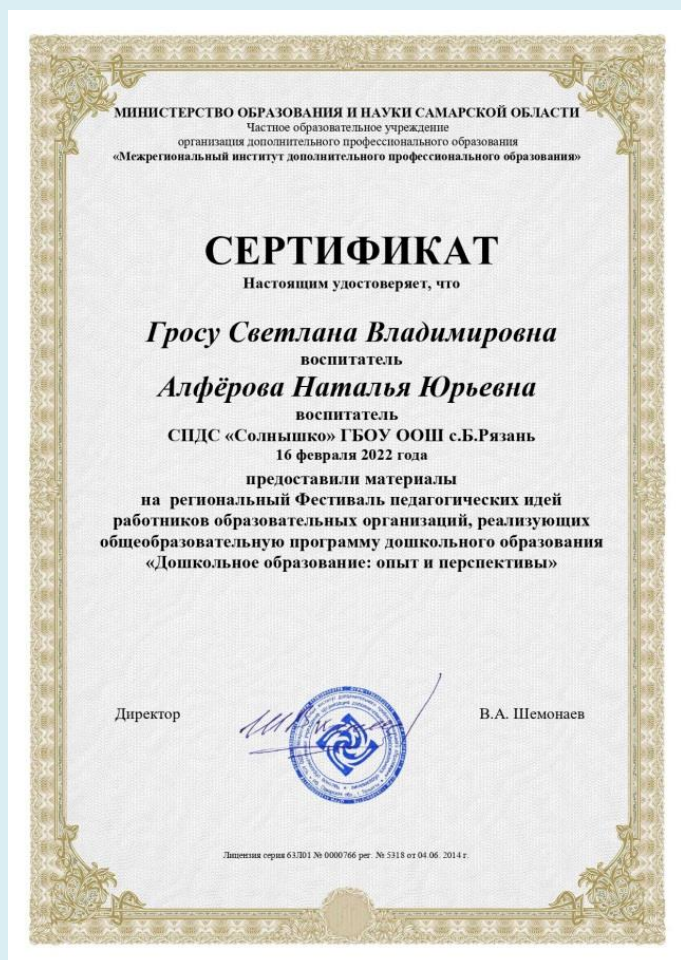 МИНИСТЕРСТВО ОБРАЗОВАНИЯ И НАУКИ САМАРСКОЙ ОБЛАСТИ
Частное образовательное учреждение
организация дополнительного профессионального образования
«Межрегиональный институт дополнительного профессионального образования»
СЕРТИФИКАТ
Настоящим удостоверяет, что
Гросу Светлана Владимировна
воспитатель
Алфёрова Наталья Юрьевна
воспитатель
СПДС «Солнышко» ГБОУ ООШ с.Б.Рязань
16 февраля 2022 года
предоставили материалы
на региональный Фестиваль педагогических идей
работников образовательных организаций, реализующих
общеобразовательную программу дошкольного образования
«Дошкольное образование: опыт и перспективы»
Директор
В.А. Шемонаев
Лицензия серия 63Л01 № 0000766 рег. № 5318 от 04.06. 2014 г.